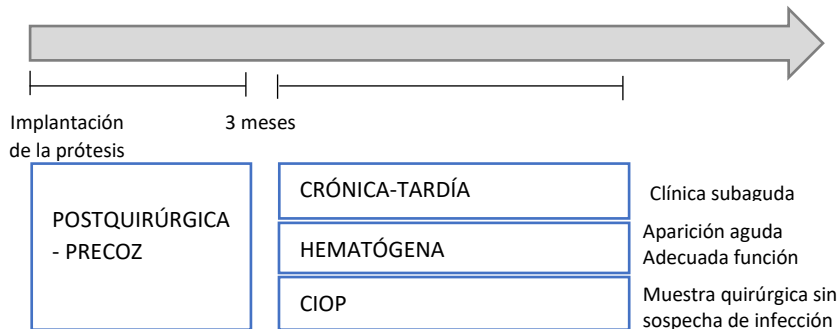 Implantación
de la prótesis
3 meses
POSTQUIRÚRGICA
- PRECOZ
CRÓNICA-TARDÍA
Clínica subaguda
HEMATÓGENA
Aparición aguda
Adecuada función
CIOP
Muestra quirúrgica sin
sospecha de infección